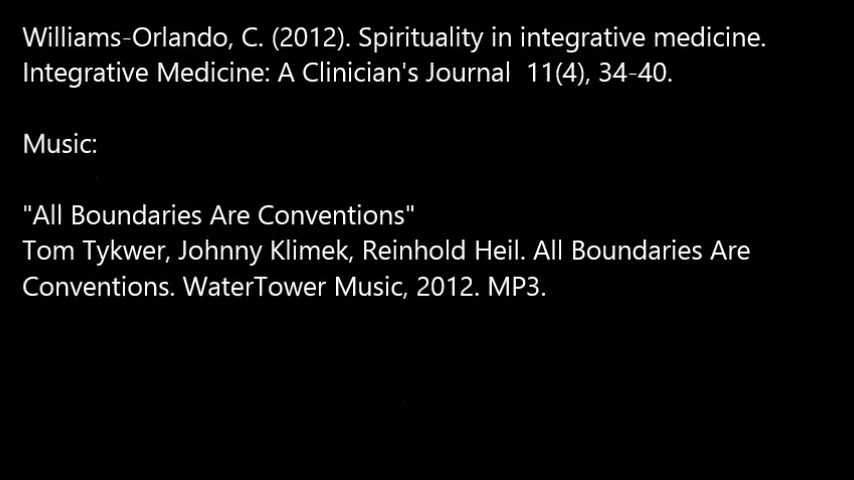 Williams-Orlando, C. (2012). Spirituality in integrative medicine.
Integrative Medicine: A Clinician's Journal  11(4), 34-40.
Music:
"All Boundaries Are Conventions"
Tom Tykwer, Johnny Klimek, Reinhold Heil. All Boundaries Are
Conventions. WaterTower Music, 2012. MP3.